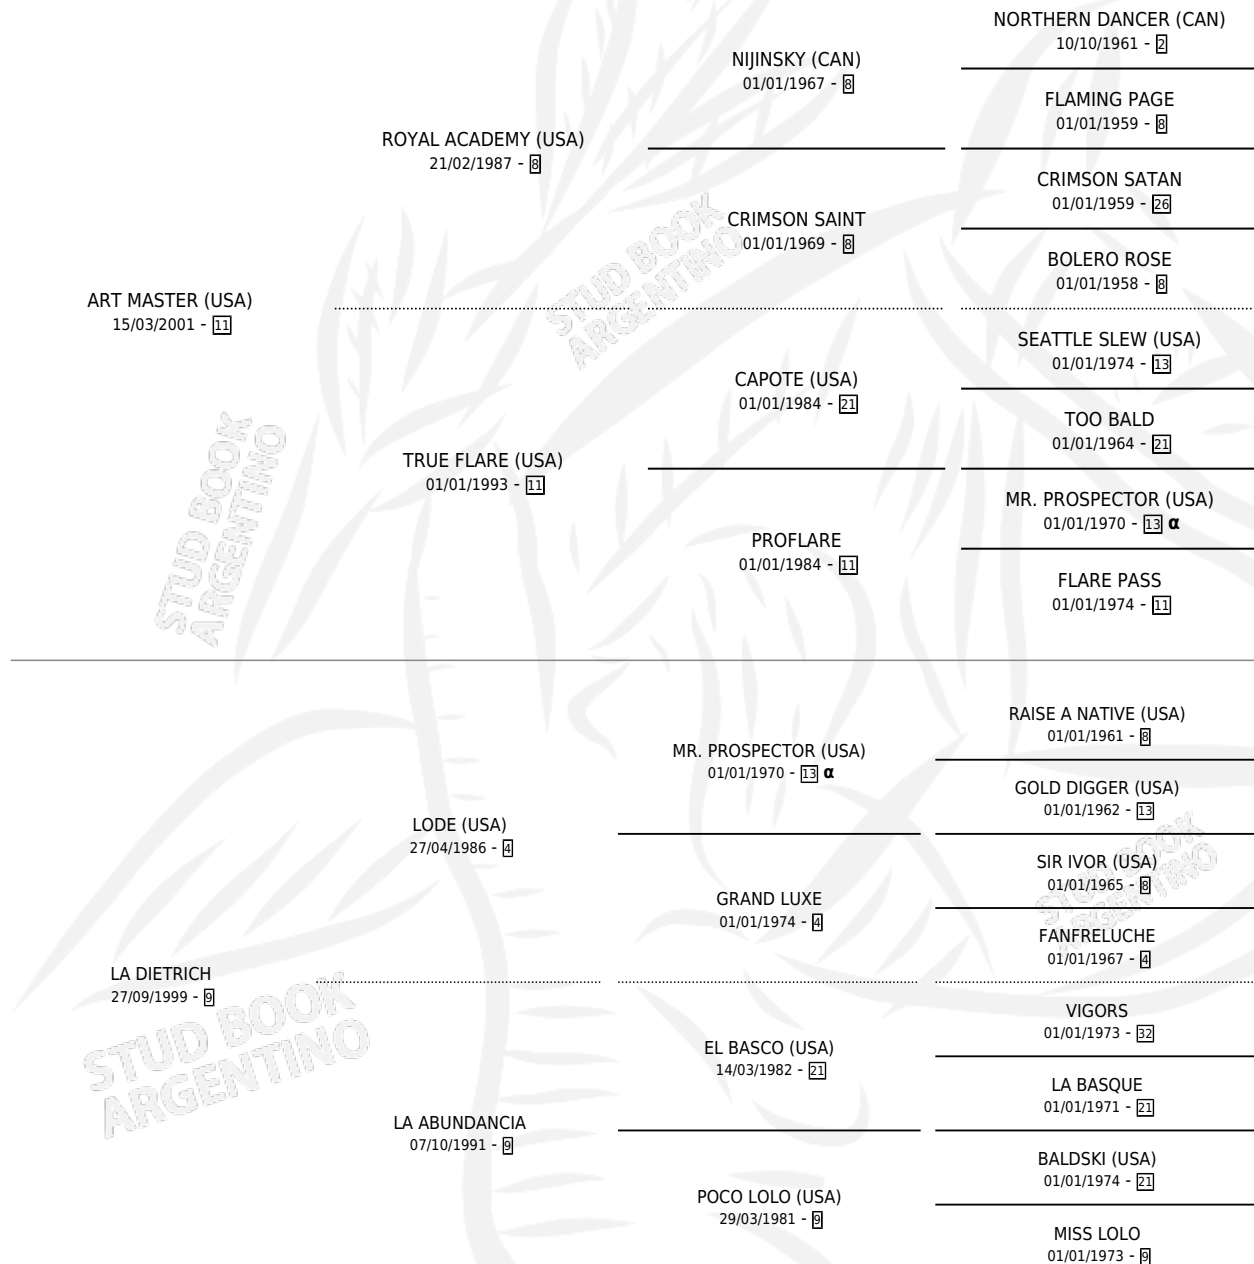 NORTHERN DANCER (CAN)
10/10/1961 - 2
NIJINSKY (CAN)
01/01/1967 - 8
FLAMING PAGE
01/01/1959 - 8
ROYAL ACADEMY (USA)
21/02/1987 - 8
CRIMSON SATAN
01/01/1959 - 26
CRIMSON SAINT
01/01/1969 - 8
BOLERO ROSE
01/01/1958 - 8
ART MASTER (USA)
15/03/2001 - 11
SEATTLE SLEW (USA)
01/01/1974 - 13
CAPOTE (USA)
01/01/1984 - 21
TOO BALD
01/01/1964 - 21
TRUE FLARE (USA)
01/01/1993 - 11
MR. PROSPECTOR (USA)
01/01/1970 - 13 α
PROFLARE
01/01/1984 - 11
FLARE PASS
01/01/1974 - 11
RAISE A NATIVE (USA)
01/01/1961 - 8
MR. PROSPECTOR (USA)
01/01/1970 - 13 α
GOLD DIGGER (USA)
01/01/1962 - 13
LODE (USA)
27/04/1986 - 4
SIR IVOR (USA)
01/01/1965 - 8
GRAND LUXE
01/01/1974 - 4
FANFRELUCHE
01/01/1967 - 4
LA DIETRICH
27/09/1999 - 9
VIGORS
01/01/1973 - 32
EL BASCO (USA)
14/03/1982 - 21
LA BASQUE
01/01/1971 - 21
LA ABUNDANCIA
07/10/1991 - 9
BALDSKI (USA)
01/01/1974 - 21
POCO LOLO (USA)
29/03/1981 - 9
MISS LOLO
01/01/1973 - 9
STUD BOOK
ARGENTINO
STUD BOOK
ARGENTINO
STUD BOOK
ARGENTINO
STUD BOOK
ARGENTINO